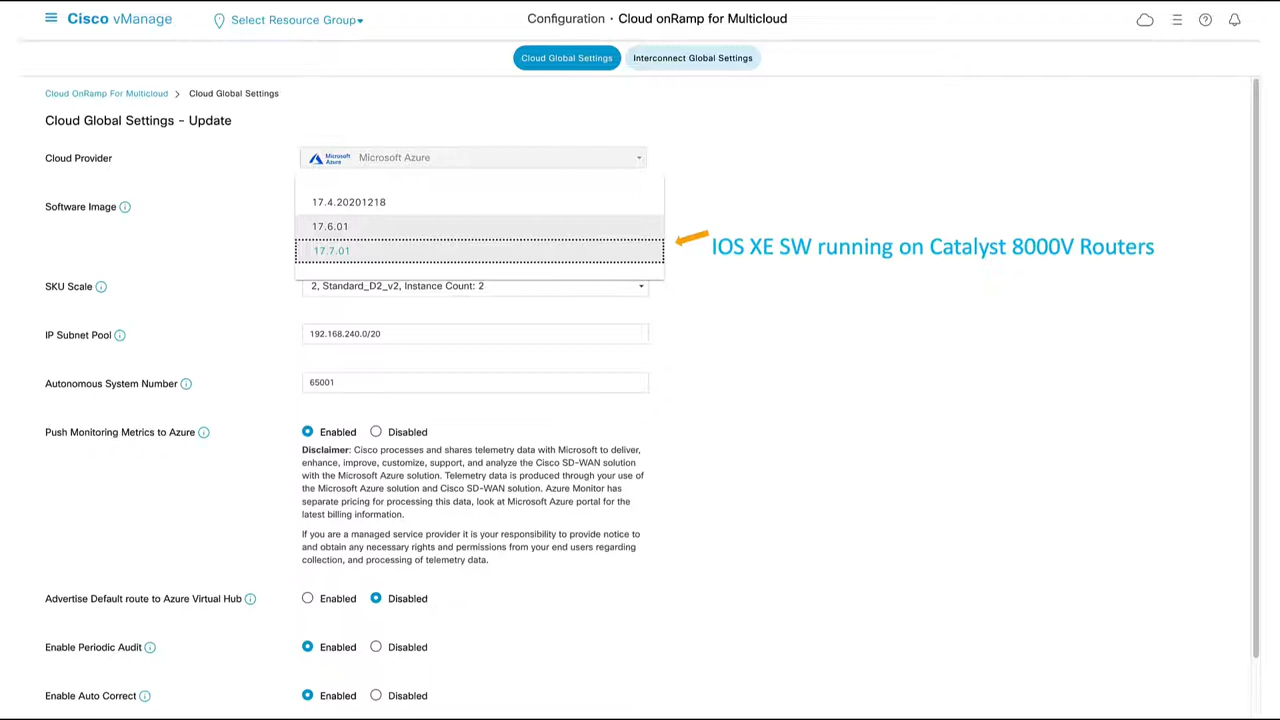 Cisco vManage
Select Resource Group
Configuration · Cloud onRamp for Multicloud
Cloud Global Settings
Interconnect Global Settings
Cloud OnRamp For Multicloud > Cloud Global Settings
Cloud Global Settings - Update
Cloud Provider
Microsoft Azure
Microsoft Azure
Software Image
17.4.20201218
17.6.01
17.7.01
IOS XE SW running on Catalyst 8000V Routers
SKU Scale
2, Standard_D2_v2, Instance Count: 2
IP Subnet Pool
192.168.240.0/20
Autonomous System Number
65001
Push Monitoring Metrics to Azure
Enabled Disabled
Disclaimer: Cisco processes and shares telemetry data with Microsoft to deliver,
enhance, improve, customize, support, and analyze the Cisco SD-WAN solution
with the Microsoft Azure solution. Telemetry data is produced through your use of
the Microsoft Azure solution and Cisco SD-WAN solution. Azure Monitor has
separate pricing for processing this data, look at Microsoft Azure portal for the
latest billing information.
If you are a managed service provider it is your responsibility to provide notice to
and obtain any necessary rights and permissions from your end users regarding
collection, and processing of telemetry data.
Advertise Default route to Azure Virtual Hub
Enabled Disabled
Enable Periodic Audit
Enabled Disabled
Enable Auto Correct
Enabled Disabled